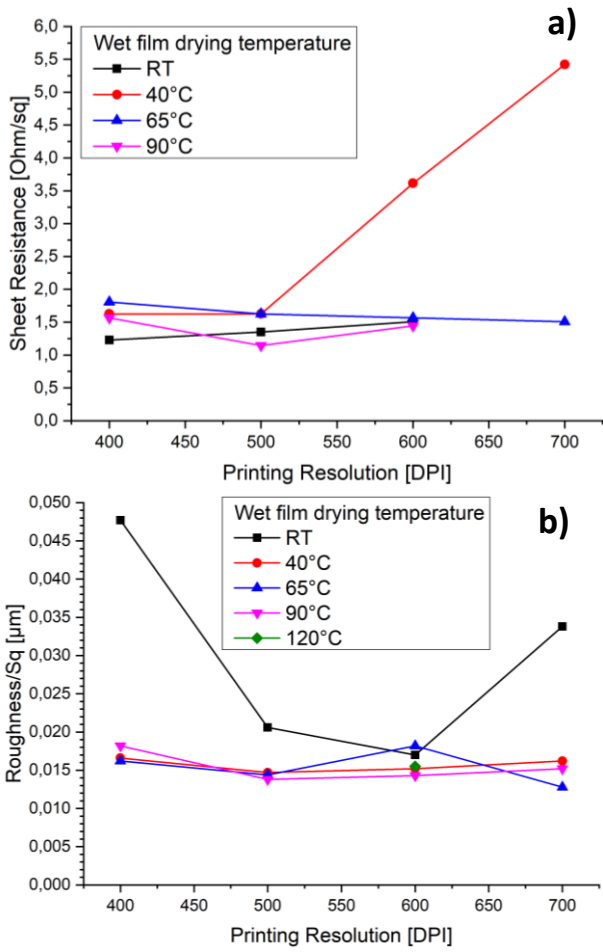 a)
Wet film drying temperature
RT
40°C
65°C
90°C
Sheet Resistance [Ohm/sq]
6,0
5,5
5,0
4,5
4,0
3,5
3,0
2,5
2,0
1,5
1,0
0,5
0,0
400 450 500 550 600 650 700
Printing Resolution [DPI]
b)
Wet film drying temperature
RT
40°C
65°C
90°C
120°C
Roughness/Sq [µm]
0,050
0,045
0,040
0,035
0,030
0,025
0,020
0,015
0,010
0,005
0,000
400 450 500 550 600 650 700
Printing Resolution [DPI]